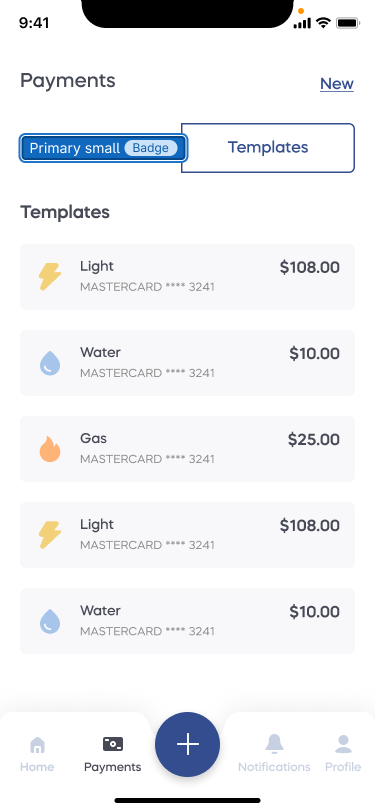 9:41
Payments
New
Primary small Badge
Templates
Templates
Light
$108.00
MASTERCARD **** 3241
Water
$10.00
MASTERCARD **** 3241
Gas
$25.00
MASTERCARD **** 3241
Light
$108.00
MASTERCARD **** 3241
Water
$10.00
MASTERCARD **** 3241
Home
Payments
Notifications
Profile